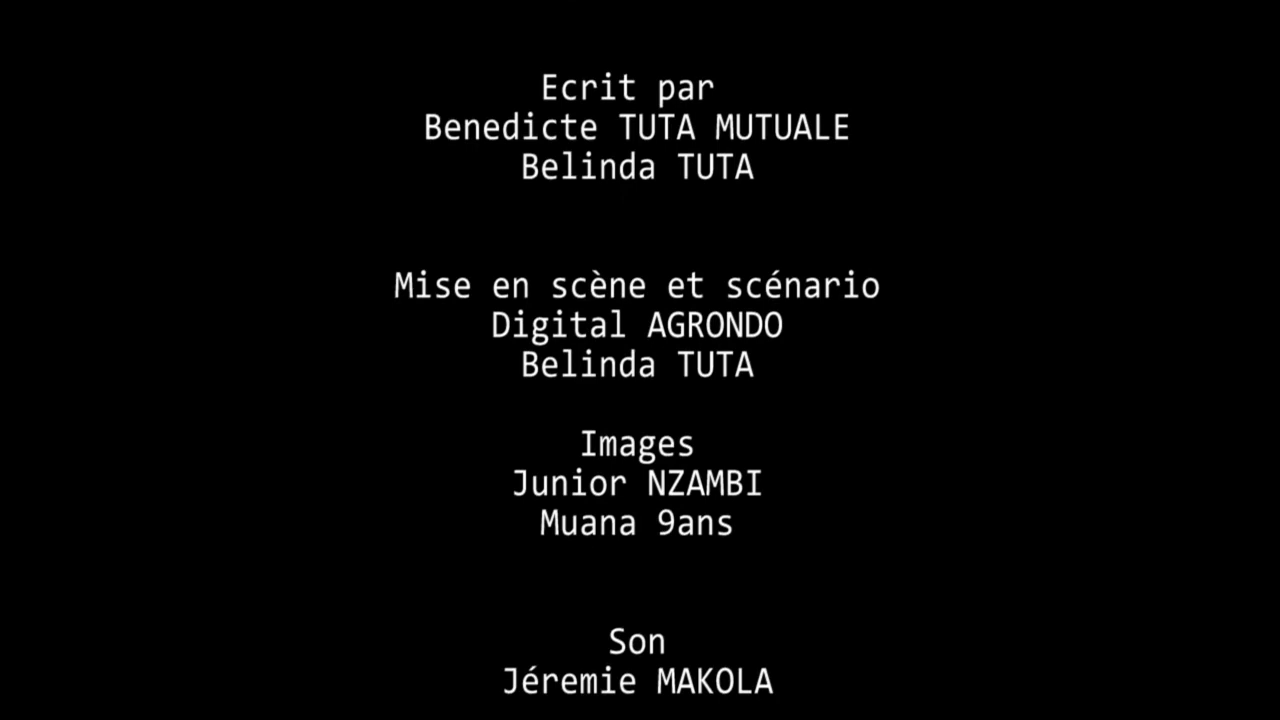 Ecrit par
Benedicte TUTA MUTUALE
Belinda TUTA
Mise en scène et scénario
Digital AGRONDO
Belinda TUTA
Images
Junior NZAMBI
Muana 9ans
Son
Jéremie MAKOLA